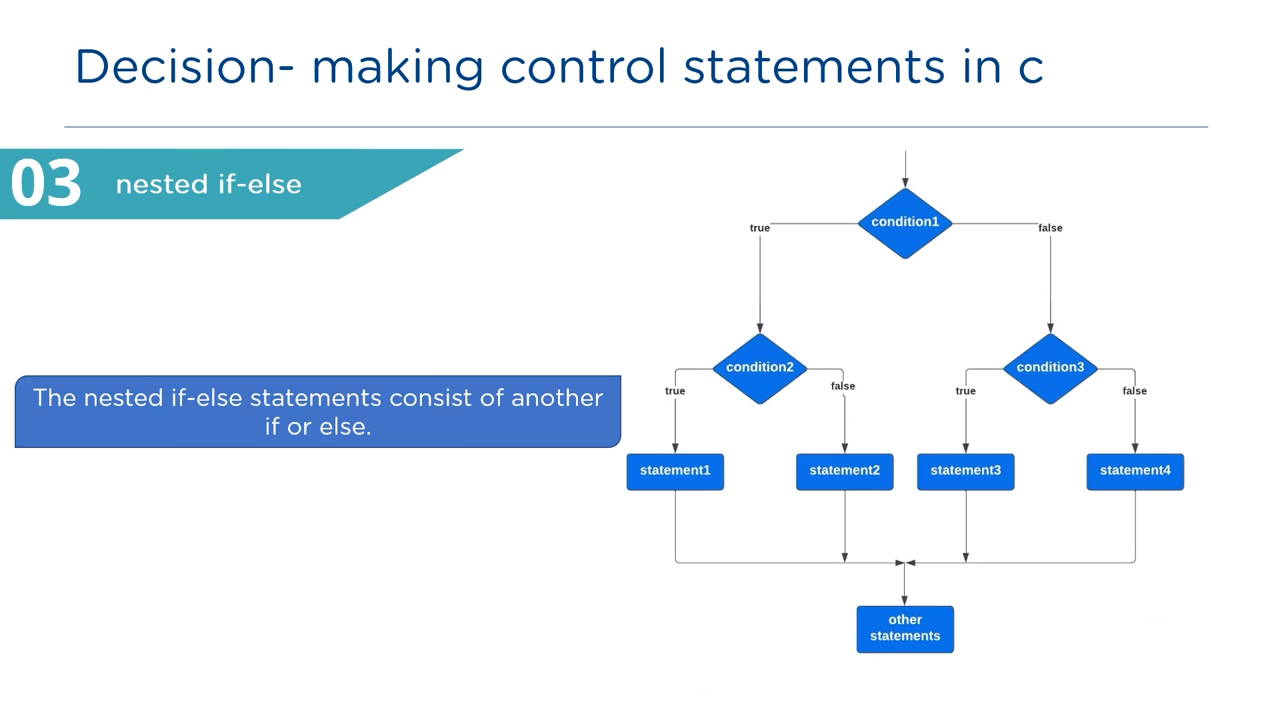 Decision- making control statements in c
03 nested if-else
The nested if-else statements consist of another
if or else.
condition1
true
false
condition2
condition3
true
false
true
false
statement1
statement2
statement3
statement4
other
statements